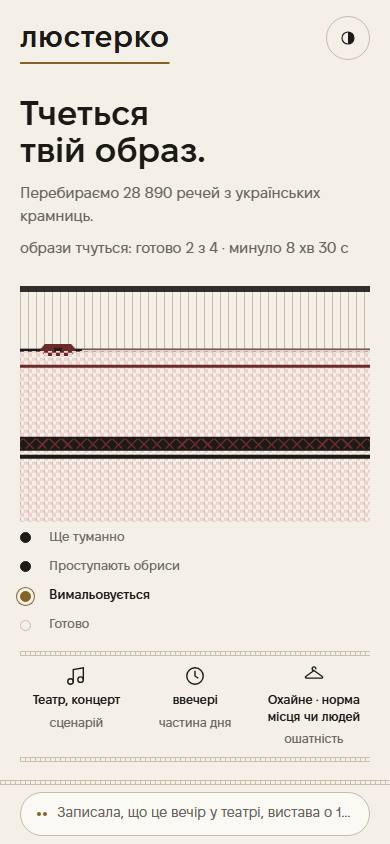 люстерко
Тчеться
твій образ.
Перебираємо 28 890 речей з українських
крамниць.
образи тчуться: готово 2 з 4 · минуло 8 хв 30 с
Ще туманно
Проступають обриси
Вимальовується
Готово
Театр, концерт
сценарій
ввечері
частина дня
Охайне · норма
місця чи людей
ошатність
Записала, що це вечір у театрі, вистава о 1...